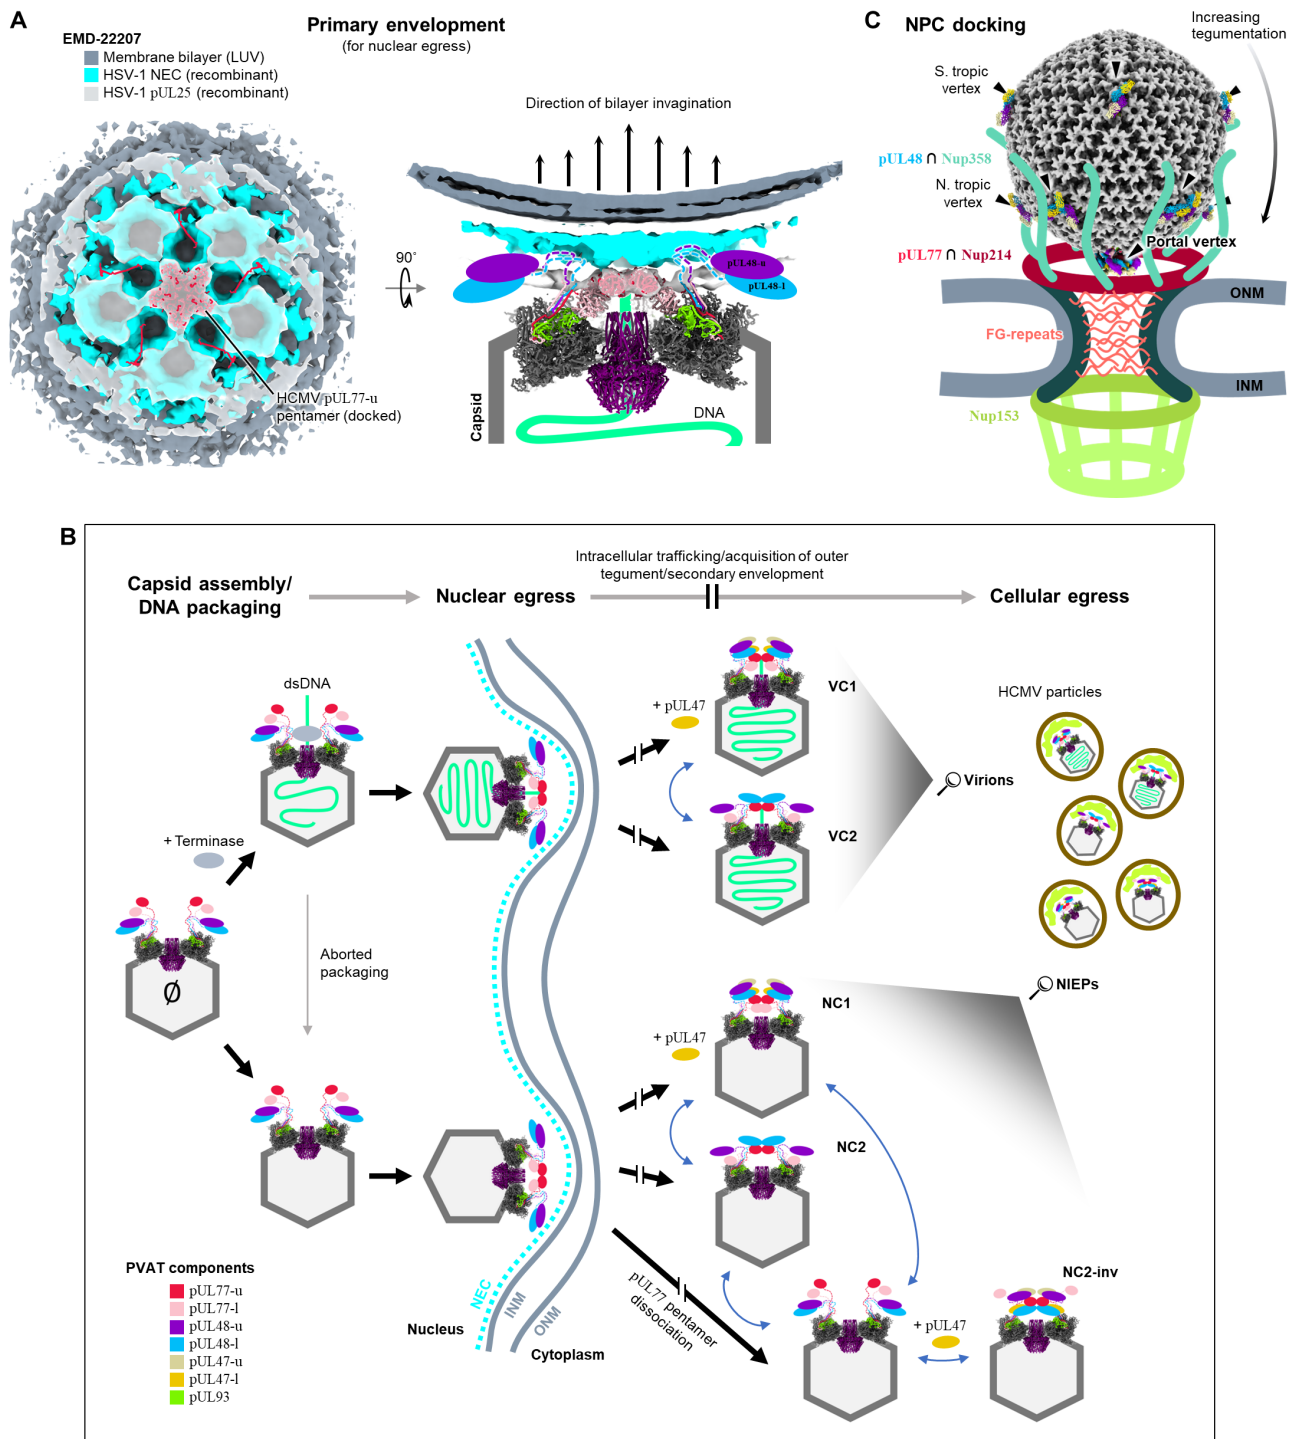 A
EMD-22207
Membrane bilayer (LUV)
HSV-1 NEC (recombinant)
HSV-1 pUL25 (recombinant)
Primary envelopment
(for nuclear egress)
Direction of bilayer invagination
90°
pUL48-u
pUL48-l
HCMV pUL77-u
pentamer (docked)
Capsid
DNA
C
NPC docking
Increasing
tegumentation
S. tropic
vertex
pUL48 ∩ Nup358
N. tropic
vertex
Portal vertex
pUL77 ∩ Nup214
ONM
FG-repeats
INM
Nup153
B
Capsid assembly/
DNA packaging
Nuclear egress
Intracellular trafficking/acquisition of outer
tegument/secondary envelopment
Cellular egress
dsDNA
+ pUL47
VC1
HCMV particles
Virions
+ Terminase
VC2
Aborted
packaging
Ø
NC1
NIEPs
+ pUL47
NC2
PVAT components
pUL77-u
pUL77-l
pUL48-u
pUL48-l
pUL47-u
pUL47-l
pUL93
NEC
INM
ONM
Nucleus
Cytoplasm
pUL77 pentamer
dissociation
NC2-inv
+ pUL47